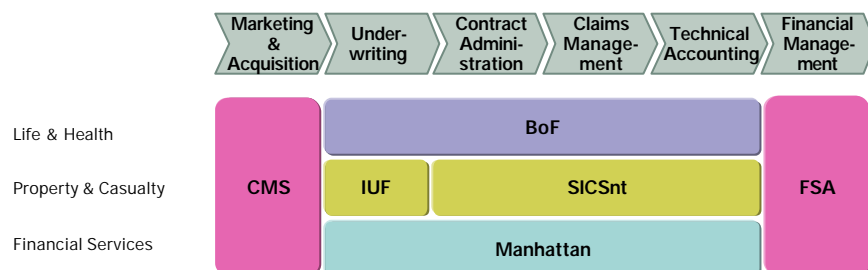 Marketing
&
Acquisition
Under-
writing
Contract
Admini-
stration
Claims
Manage-
ment
Technical
Accounting
Financial
Manage-
ment
Life & Health
BoF
Property & Casualty
CMS
IUF
SICSnt
FSA
Financial Services
Manhattan